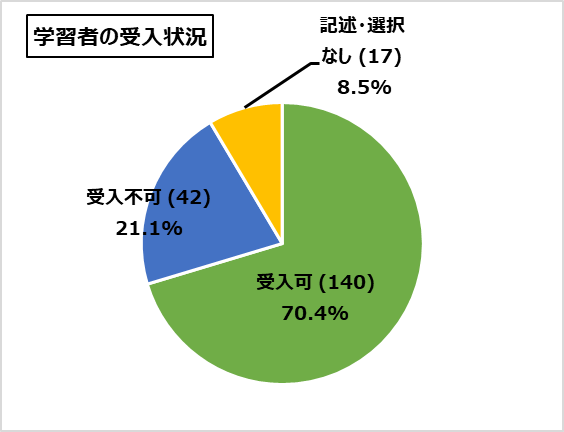 学習者の受入状況
記述・選択
なし (17)
8.5%
受入不可 (42)
21.1%
受入可 (140)
70.4%